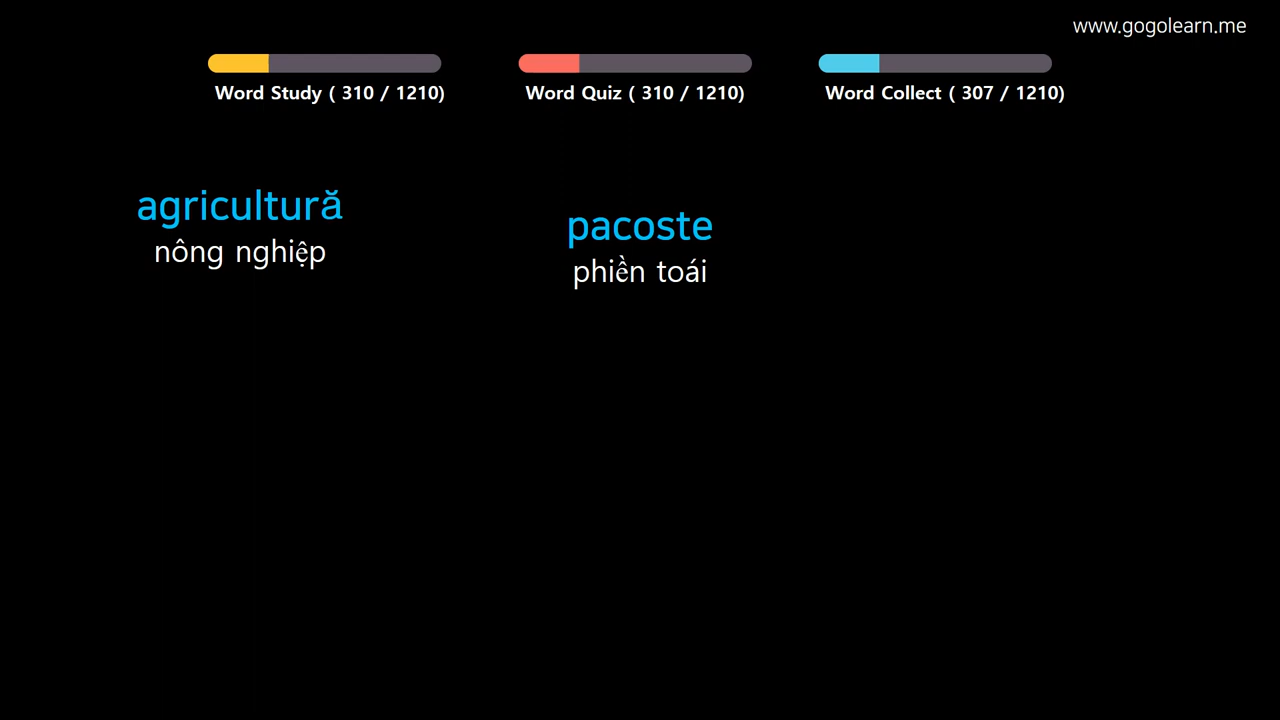 www.gogolearn.me
Word Study ( 310 / 1210)
Word Quiz ( 310 / 1210)
Word Collect ( 307 / 1210)
agricultură
nông nghiệp
pacoste
phiền toái